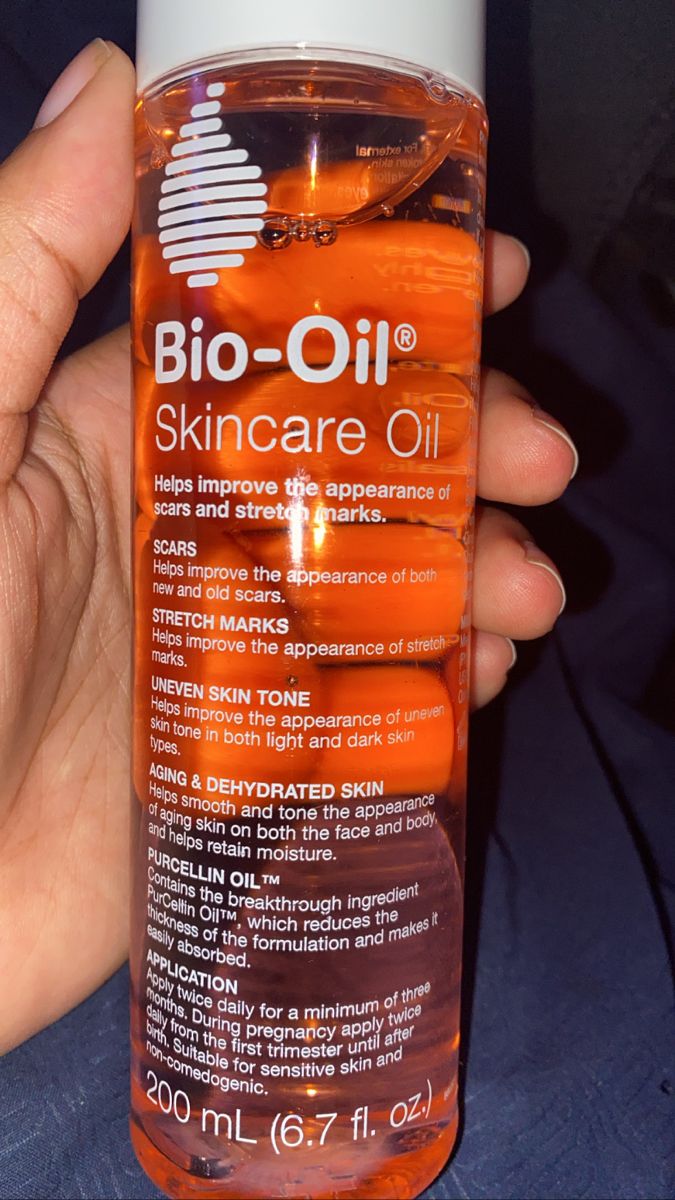 Bio-Oil®
Skincare Oil
Helps improve the appearance of
scars and stretch marks.
SCARS
Helps improve the appearance of both
new and old scars.
STRETCH MARKS
Helps improve the appearance of stretch
marks.
UNEVEN SKIN TONE
Helps improve the appearance of uneven
skin tone in both light and dark skin
types.
AGING & DEHYDRATED SKIN
Helps smooth and tone the appearance
of aging skin on both the face and body,
and helps retain moisture.
PURCELLIN OIL™
Contains the breakthrough ingredient
PurCellin Oil™, which reduces the
thickness of the formulation and makes it
easily absorbed.
APPLICATION
Apply twice daily for a minimum of three
months. During pregnancy apply twice
daily from the first trimester until after
birth. Suitable for sensitive skin and
non-comedogenic.
200 mL (6.7 fl. oz.)